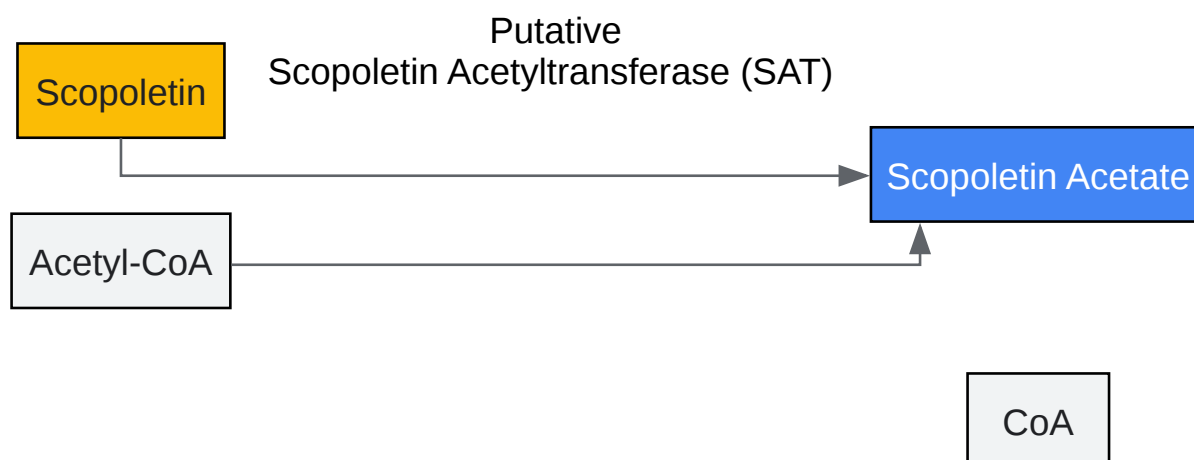 Putative
Scopoletin Acetyltransferase (SAT)
Scopoletin
Scopoletin Acetate
Acetyl-CoA
CoA